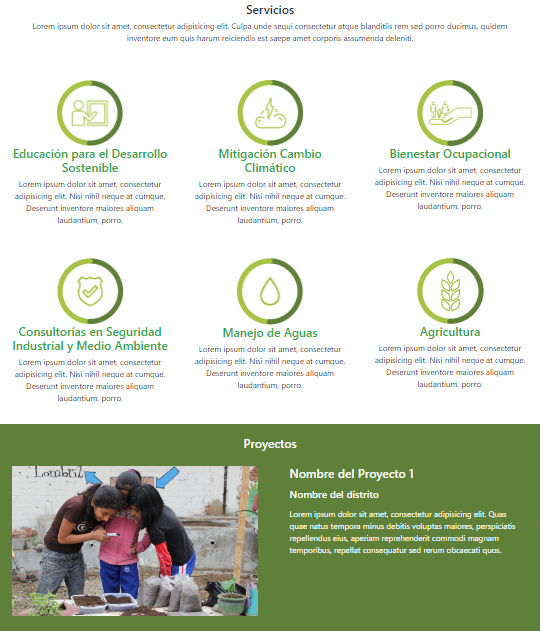 Servicios
Lorem ipsum dolor sit amet, consectetur adipisicing elit. Culpa unde sequi consectetur atque blanditiis rem sed porro ducimus, quidem
inventore eum quis harum reiciendis est saepe amet corporis assumenda deleniti.
Educación para el Desarrollo
Sostenible
Lorem ipsum dolor sit amet, consectetur
adipisicing elit. Nisi nihil neque at cumque.
Deserunt inventore maiores aliquam
laudantium, porro.
Mitigación Cambio
Climático
Lorem ipsum dolor sit amet, consectetur
adipisicing elit. Nisi nihil neque at cumque.
Deserunt inventore maiores aliquam
laudantium, porro.
Bienestar Ocupacional
Lorem ipsum dolor sit amet, consectetur
adipisicing elit. Nisi nihil neque at cumque.
Deserunt inventore maiores aliquam
laudantium, porro.
Consultorías en Seguridad
Industrial y Medio Ambiente
Lorem ipsum dolor sit amet, consectetur
adipisicing elit. Nisi nihil neque at cumque.
Deserunt inventore maiores aliquam
laudantium, porro.
Manejo de Aguas
Lorem ipsum dolor sit amet, consectetur
adipisicing elit. Nisi nihil neque at cumque.
Deserunt inventore maiores aliquam
laudantium, porro.
Agricultura
Lorem ipsum dolor sit amet, consectetur
adipisicing elit. Nisi nihil neque at cumque.
Deserunt inventore maiores aliquam
laudantium, porro.
Proyectos
Lombriz
Nombre del Proyecto 1
Nombre del distrito
Lorem ipsum dolor sit amet, consectetur adipisicing elit. Quas
quae natus tempora minus debitis voluptas maiores, perspiciatis
repellendus eius, aperiam reprehenderit commodi magnam
temporibus, repellat consequatur sed rerum obcaecati quos.